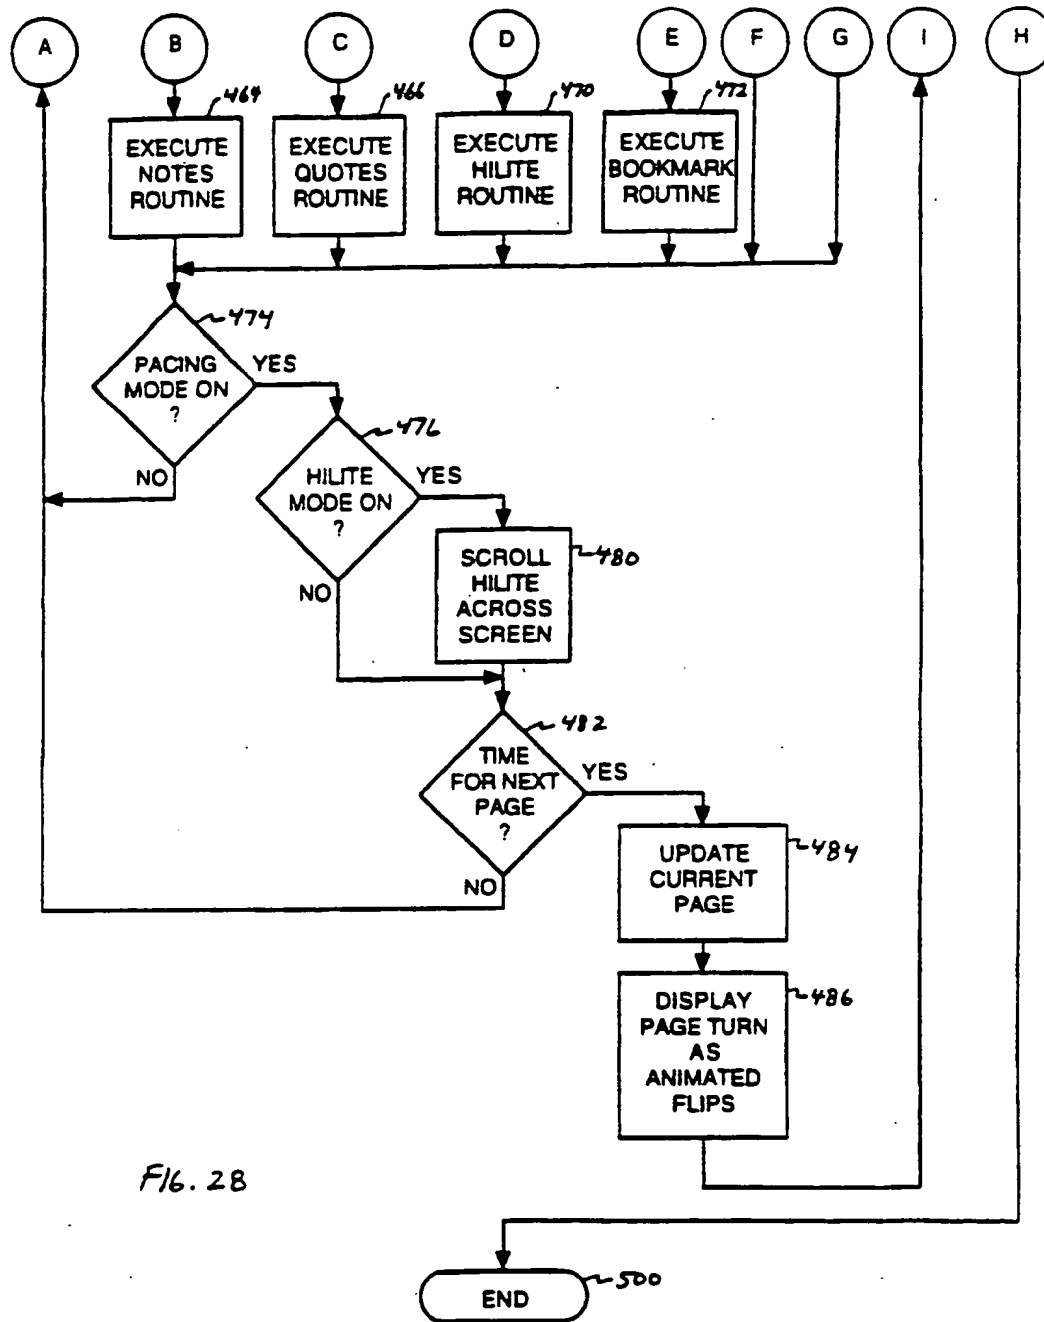 A
B
C
D
E
F
G
I
H
464
466
470
472
EXECUTE
NOTES
ROUTINE
EXECUTE
QUOTES
ROUTINE
EXECUTE
HILITE
ROUTINE
EXECUTE
BOOKMARK
ROUTINE
474
PACING
MODE ON
?
YES
NO
476
HILITE
MODE ON
?
YES
NO
480
SCROLL
HILITE
ACROSS
SCREEN
482
TIME
FOR NEXT
PAGE
?
YES
NO
484
UPDATE
CURRENT
PAGE
486
DISPLAY
PAGE TURN
AS
ANIMATED
FLIPS
FIG. 28
500
END